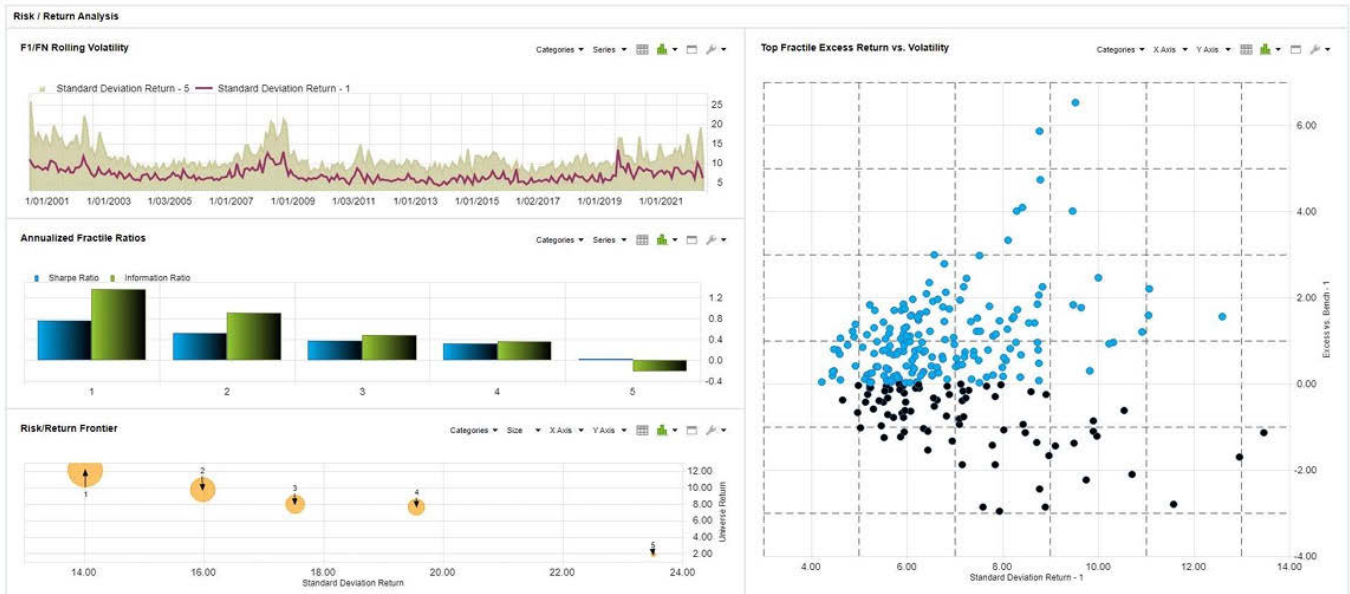 Risk / Return Analysis
F1/FN Rolling Volatility
Categories Series
Standard Deviation Return - 5 Standard Deviation Return - 1
25
20
15
10
5
1/01/2001 1/01/2003 1/03/2005 1/01/2007 1/01/2009 1/03/2011 1/01/2013 1/01/2015 1/02/2017 1/01/2019 1/01/2021
Annualized Fractile Ratios
Categories Series
Sharpe Ratio Information Ratio
1.2
0.8
0.4
0.0
-0.4
1 2 3 4 5
Risk/Return Frontier
Categories Size X Axis Y Axis
1 2 3 4 5
12.00
10.00
8.00
6.00
4.00
2.00
Universe Return
14.00 16.00 18.00 20.00 22.00 24.00
Standard Deviation Return
Top Fractile Excess Return vs. Volatility
Categories X Axis Y Axis
6.00
4.00
2.00
0.00
-2.00
-4.00
Excess vs. Bench - 1
4.00 6.00 8.00 10.00 12.00 14.00
Standard Deviation Return - 1